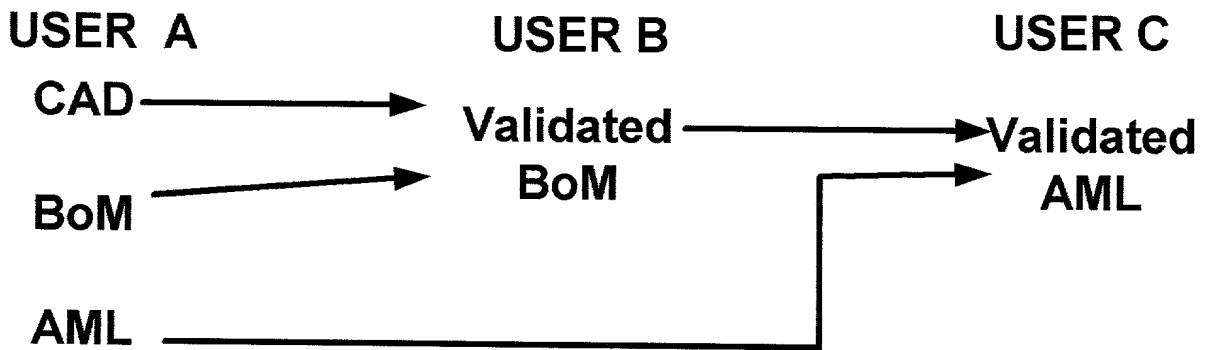 USER A
CAD
BoM
AML
USER B
Validated
BoM
USER C
Validated
AML